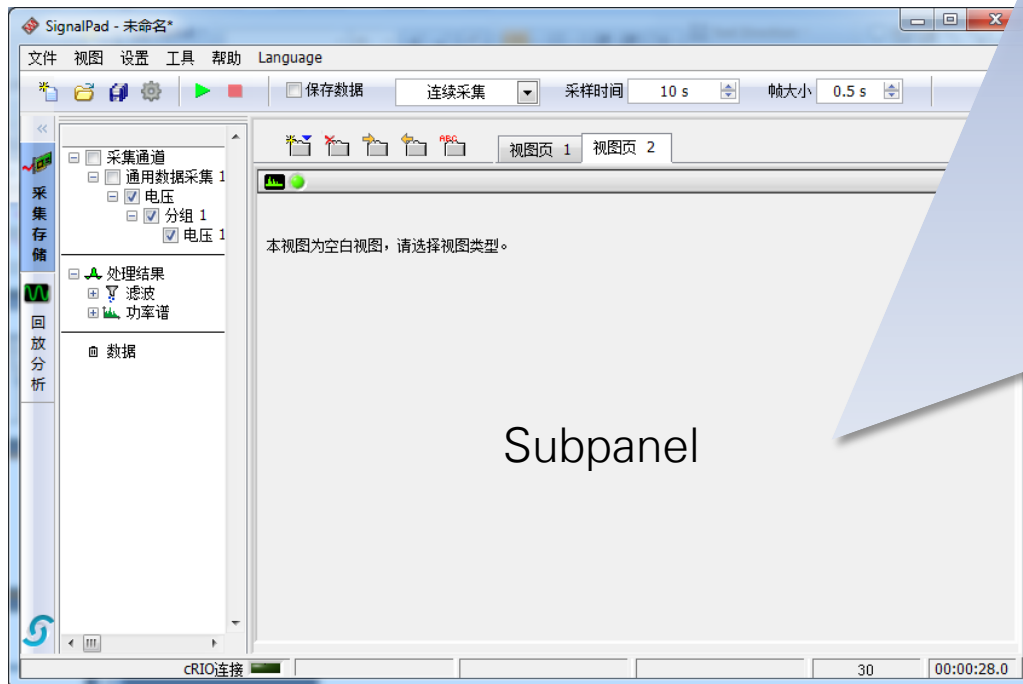 SignalPad - 未命名*
文件 视图 设置 工具 帮助 Language
保存数据 连续采集 采样时间 10 s 帧大小 0.5 s
采集存储
回放分析
采集通道
通用数据采集 1
电压
分组 1
电压 1
处理结果
滤波
功率谱
数据
ABC
视图页 1 视图页 2
本视图为空白视图，请选择视图类型。
Subpanel
cRIO连接 30 00:00:28.0